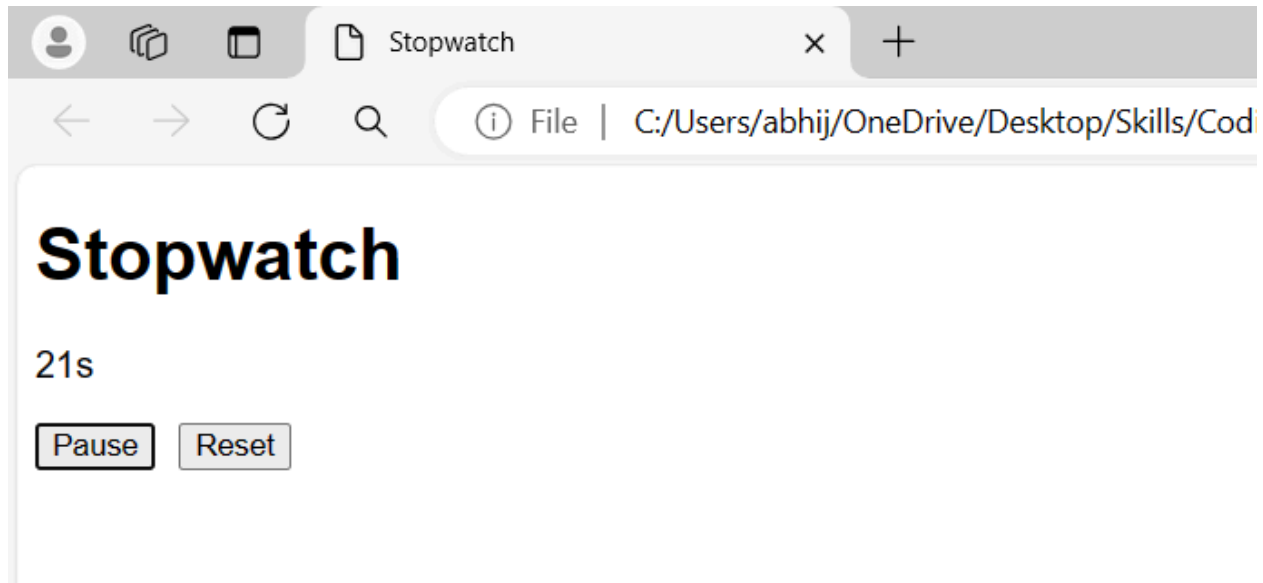 Stopwatch
File | C:/Users/abhij/OneDrive/Desktop/Skills/Codi
Stopwatch
21s
Pause Reset